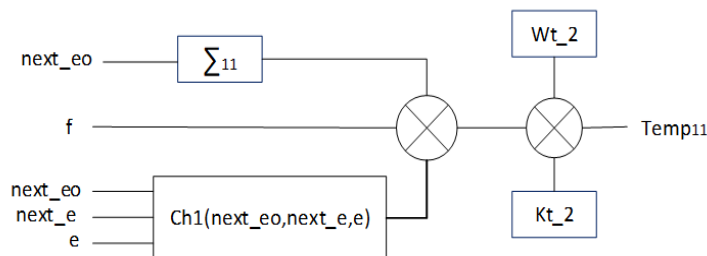 Wt_2
next_eo
∑11
f
Temp11
next_eo
next_e
e
Ch1(next_eo,next_e,e)
Kt_2